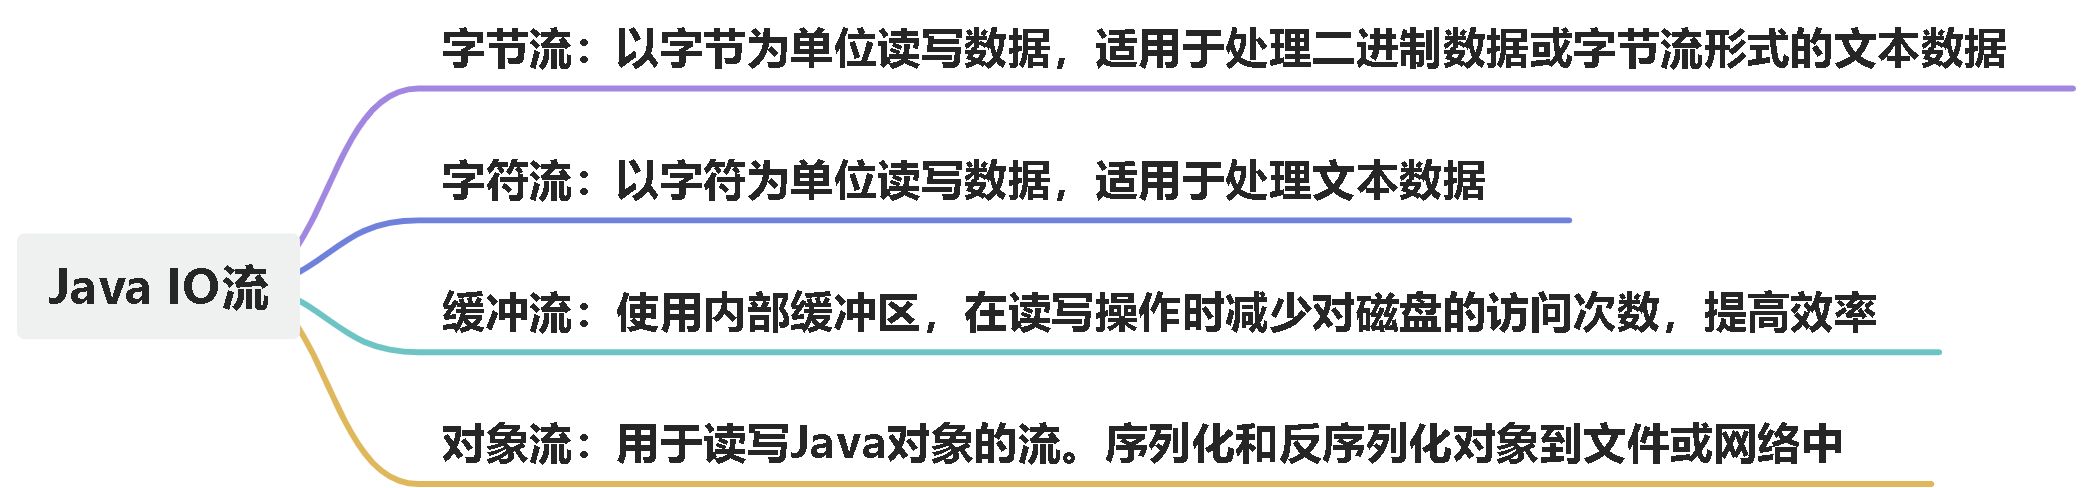 字节流：以字节为单位读写数据，适用于处理二进制数据或字节流形式的文本数据
字符流：以字符为单位读写数据，适用于处理文本数据
Java IO流
缓冲流：使用内部缓冲区，在读写操作时减少对磁盘的访问次数，提高效率
对象流：用于读写Java对象的流。序列化和反序列化对象到文件或网络中